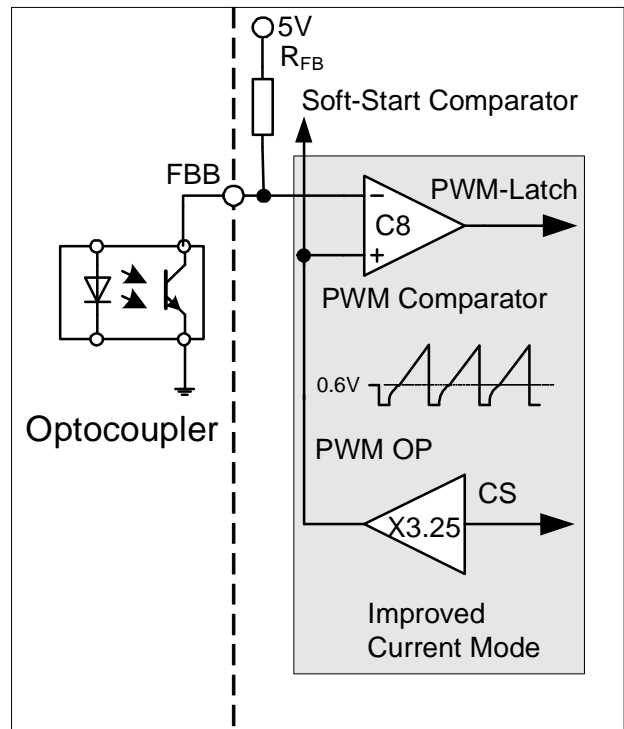 5V
RFB
Soft-Start Comparator
FBB
PWM-Latch
−
C8
+
PWM Comparator
0.6V
Optocoupler
PWM OP
CS
X3.25
Improved
Current Mode